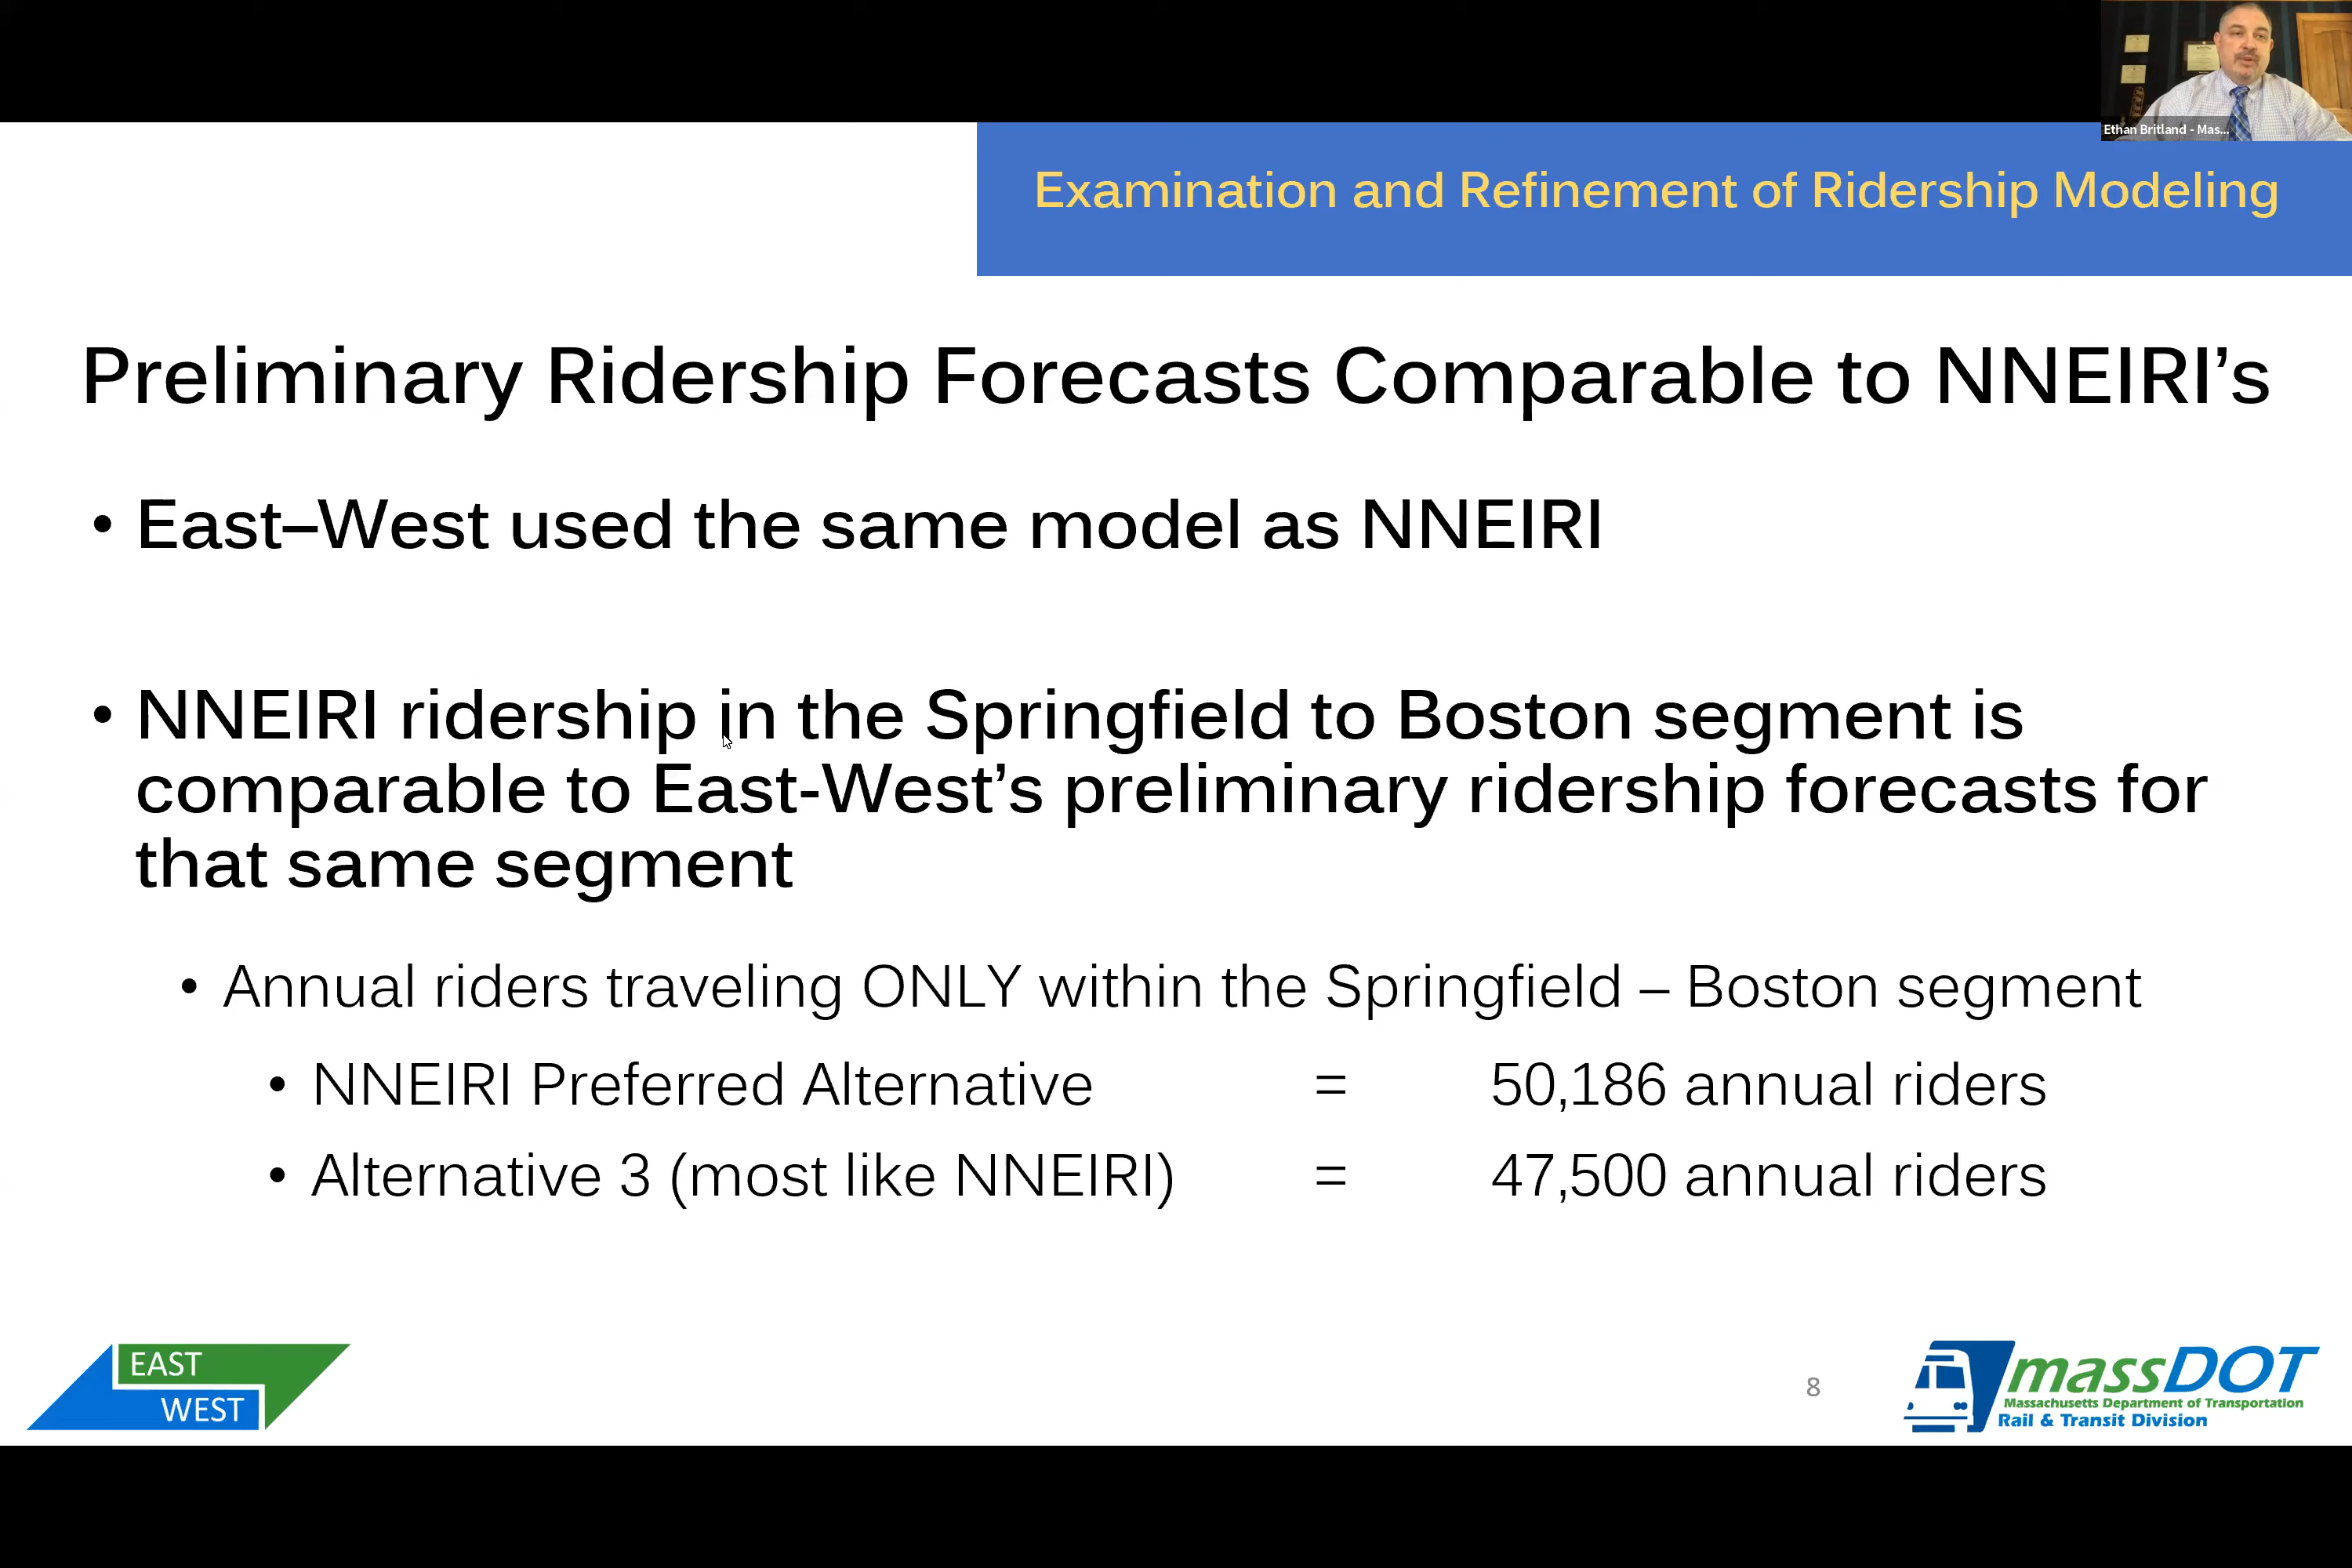 Ethan Britland - Mas...
Examination and Refinement of Ridership Modeling
Preliminary Ridership Forecasts Comparable to NNEIRI’s
• East–West used the same model as NNEIRI
• NNEIRI ridership in the Springfield to Boston segment is
comparable to East-West’s preliminary ridership forecasts for
that same segment
• Annual riders traveling ONLY within the Springfield – Boston segment
• NNEIRI Preferred Alternative = 50,186 annual riders
• Alternative 3 (most like NNEIRI) = 47,500 annual riders
EAST
WEST
8
massDOT
Massachusetts Department of Transportation
Rail & Transit Division